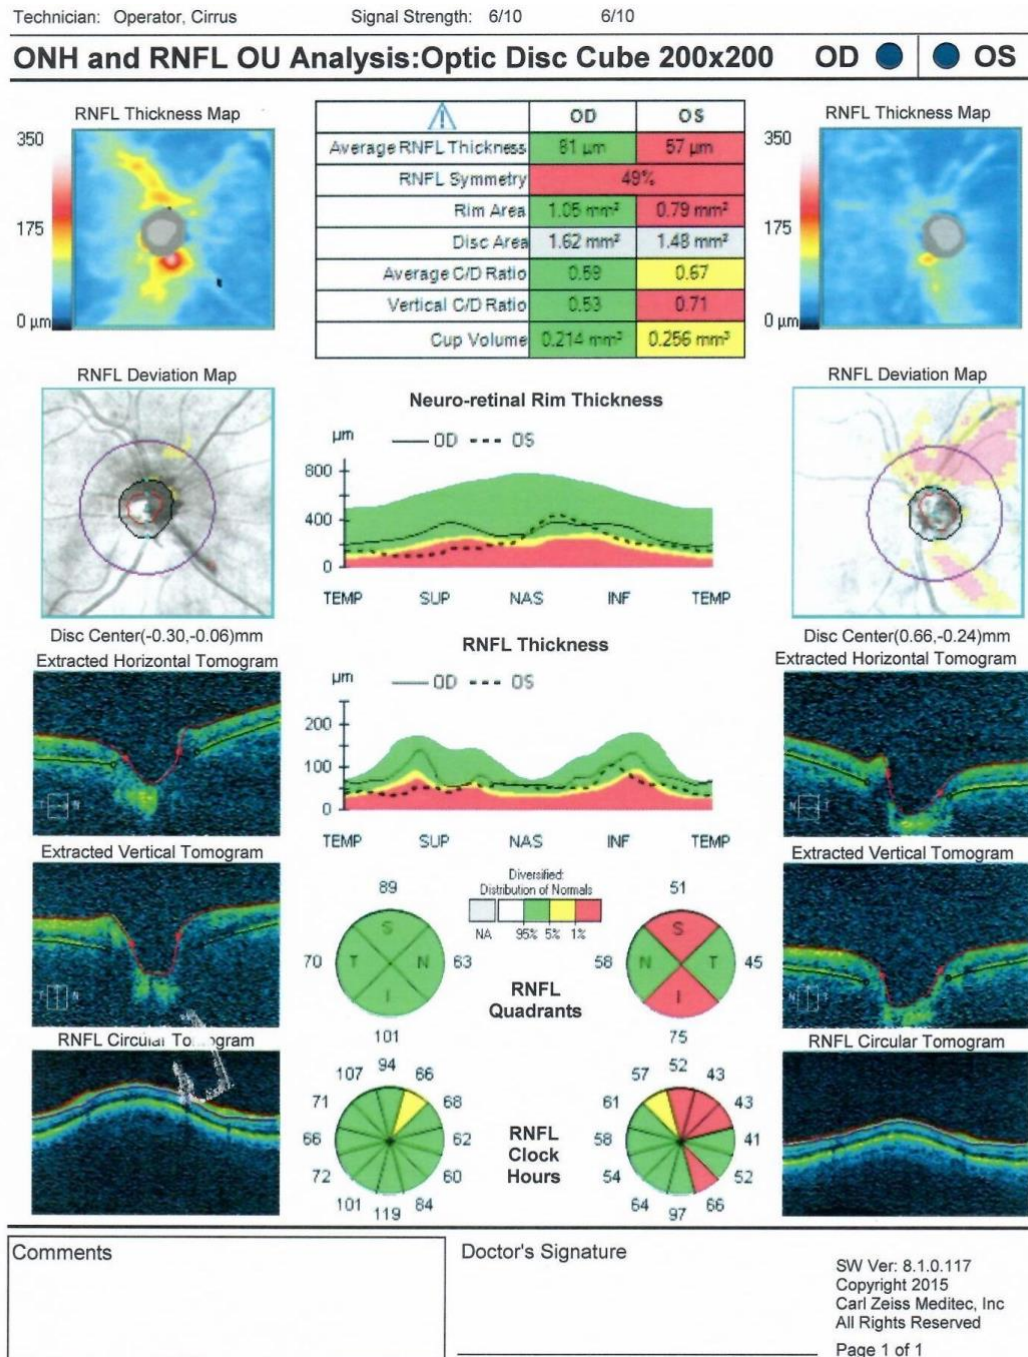 Technician: Operator, Cirrus Signal Strength: 6/10 6/10
ONH and RNFL OU Analysis:Optic Disc Cube 200x200 OD OS
RNFL Thickness Map
350
175
0 μm
OD OS
Average RNFL Thickness 81 μm 57 μm
RNFL Symmetry 49%
Rim Area 1.05 mm² 0.79 mm²
Disc Area 1.62 mm² 1.48 mm²
Average C/D Ratio 0.59 0.67
Vertical C/D Ratio 0.53 0.71
Cup Volume 0.214 mm³ 0.256 mm³
RNFL Thickness Map
350
175
0 μm
RNFL Deviation Map
Disc Center(-0.30,-0.06)mm
Neuro-retinal Rim Thickness
μm OD OS
800
400
0
TEMP SUP NAS INF TEMP
RNFL Deviation Map
Disc Center(0.66,-0.24)mm
Extracted Horizontal Tomogram
T N
RNFL Thickness
μm OD OS
200
100
0
TEMP SUP NAS INF TEMP
Extracted Horizontal Tomogram
N T
Extracted Vertical Tomogram
Extracted Vertical Tomogram
Diversified:
Distribution of Normals
NA 95% 5% 1%
89
S
70 T N 63
I
101
RNFL
Quadrants
51
S
58 N T 45
I
75
RNFL Circular Tomogram
RNFL Circular Tomogram
107 94 66
71 68
66 62
72 60
101 119 84
RNFL
Clock
Hours
57 52 43
61 43
58 41
54 52
64 97 66
Comments
Doctor's Signature
SW Ver: 8.1.0.117
Copyright 2015
Carl Zeiss Meditec, Inc
All Rights Reserved
Page 1 of 1